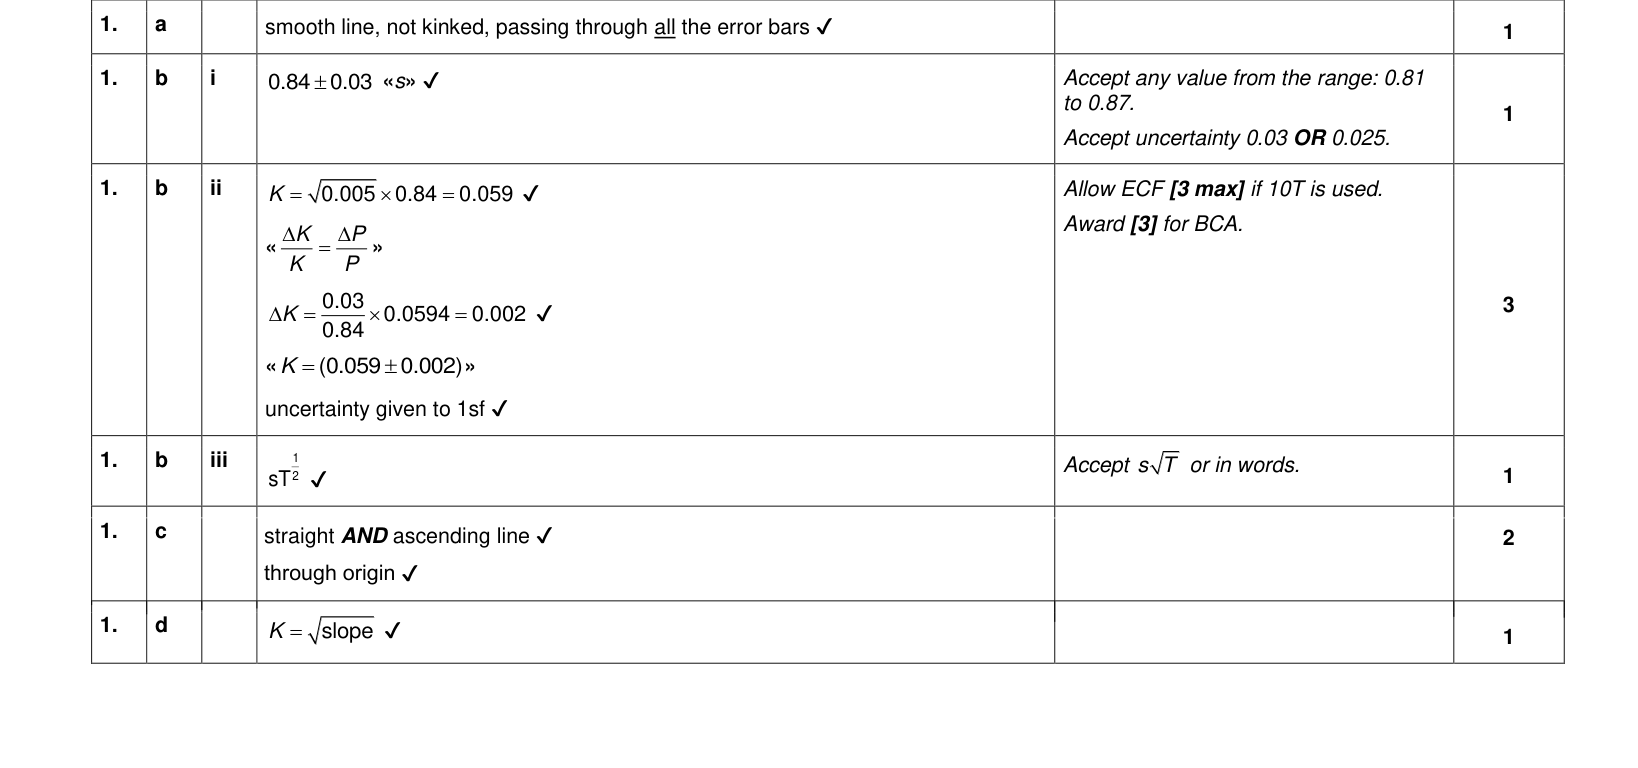 1. a smooth line, not kinked, passing through all the error bars ✓ 1
1. b i 0.84 ± 0.03 «s» ✓ Accept any value from the range: 0.81
to 0.87.
Accept uncertainty 0.03 OR 0.025.
1
1. b ii K = √0.005 × 0.84 = 0.059 ✓ Allow ECF [3 max] if 10T is used.
« ΔK/K = ΔP/P » Award [3] for BCA.
ΔK = 0.03/0.84 × 0.0594 = 0.002 ✓ 3
« K = (0.059 ± 0.002) »
uncertainty given to 1sf ✓
1. b iii sT^1/2 ✓ Accept s√T or in words. 1
1. c straight AND ascending line ✓ 2
through origin ✓
1. d K = √slope ✓ 1